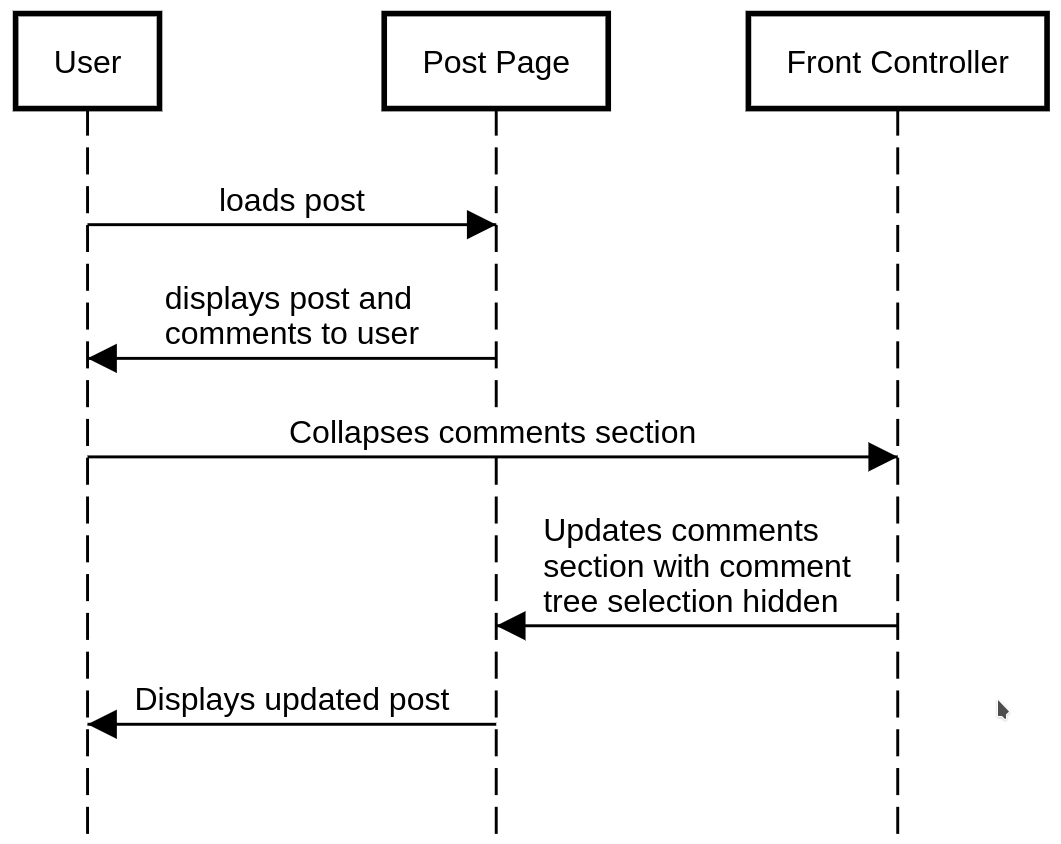 User
Post Page
Front Controller
loads post
displays post and
comments to user
Collapses comments section
Updates comments
section with comment
tree selection hidden
Displays updated post